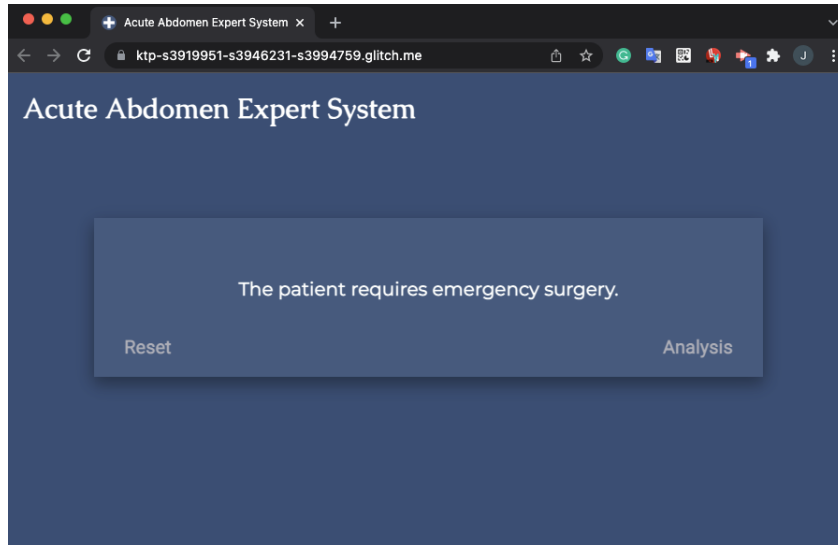 Acute Abdomen Expert System
ktp-s3919951-s3946231-s3994759.glitch.me
1
J
Acute Abdomen Expert System
The patient requires emergency surgery.
Reset
Analysis